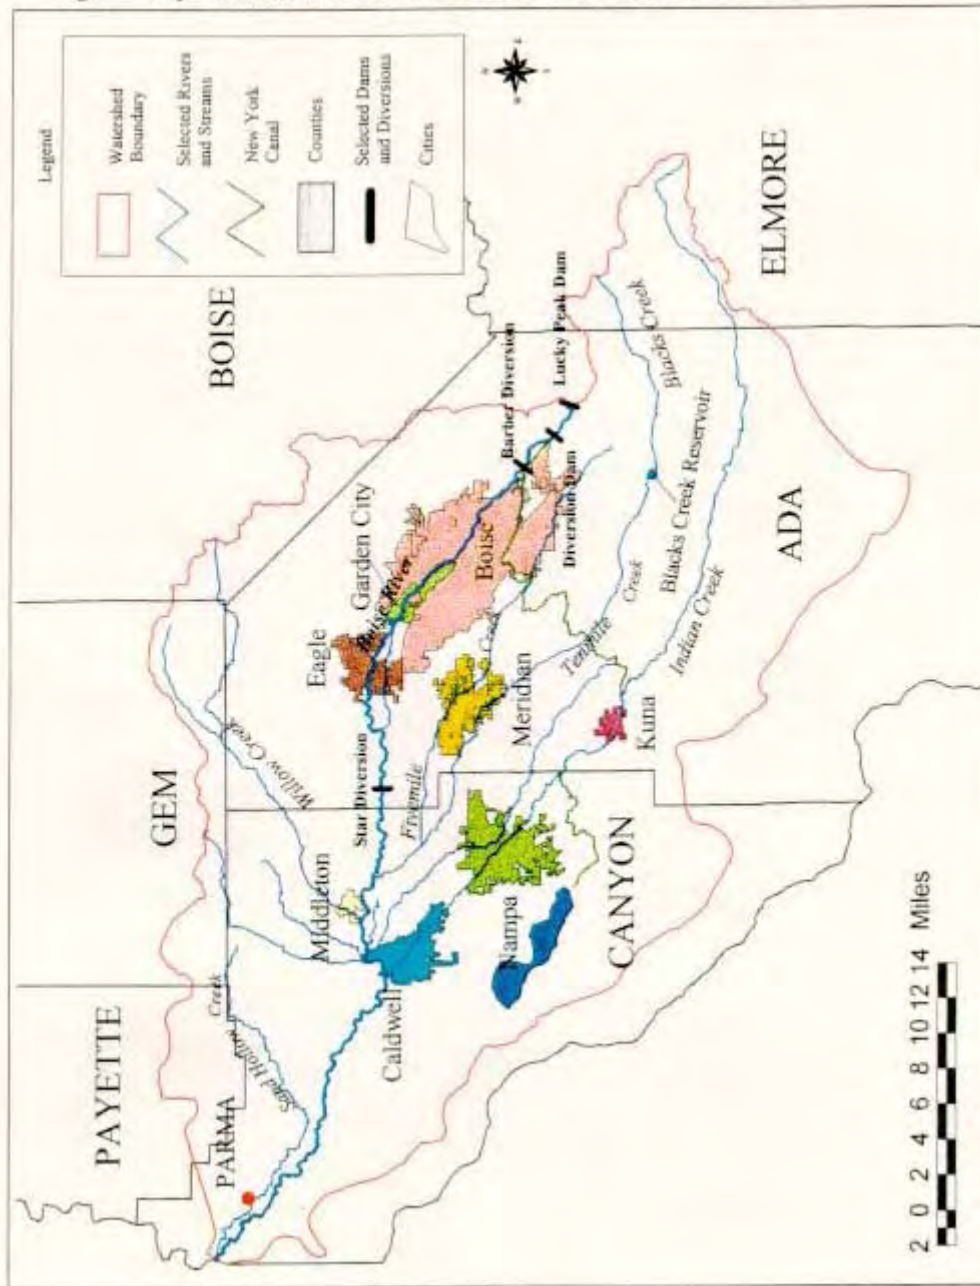 Legend
Watershed
Boundary
Selected Rivers
and Streams
New York
Canal
Counties
Selected Dams
and Diversions
Cities
N
E
S
W
PAYETTE
GEM
BOISE
ELMORE
ADA
CANYON
PARMA
Sand Hollow
Creek
Willow Creek
Middleton
Caldwell
Star Diversion
Eagle
Boise River
Garden City
Boise
Barber Diversion
Lucky Peak Dam
Diversion Dam
Fivemile
Creek
Meridian
Tenmile
Creek
Blacks Creek
Blacks Creek Reservoir
Indian Creek
Kuna
Nampa
2 0 2 4 6 8 10 12 14 Miles